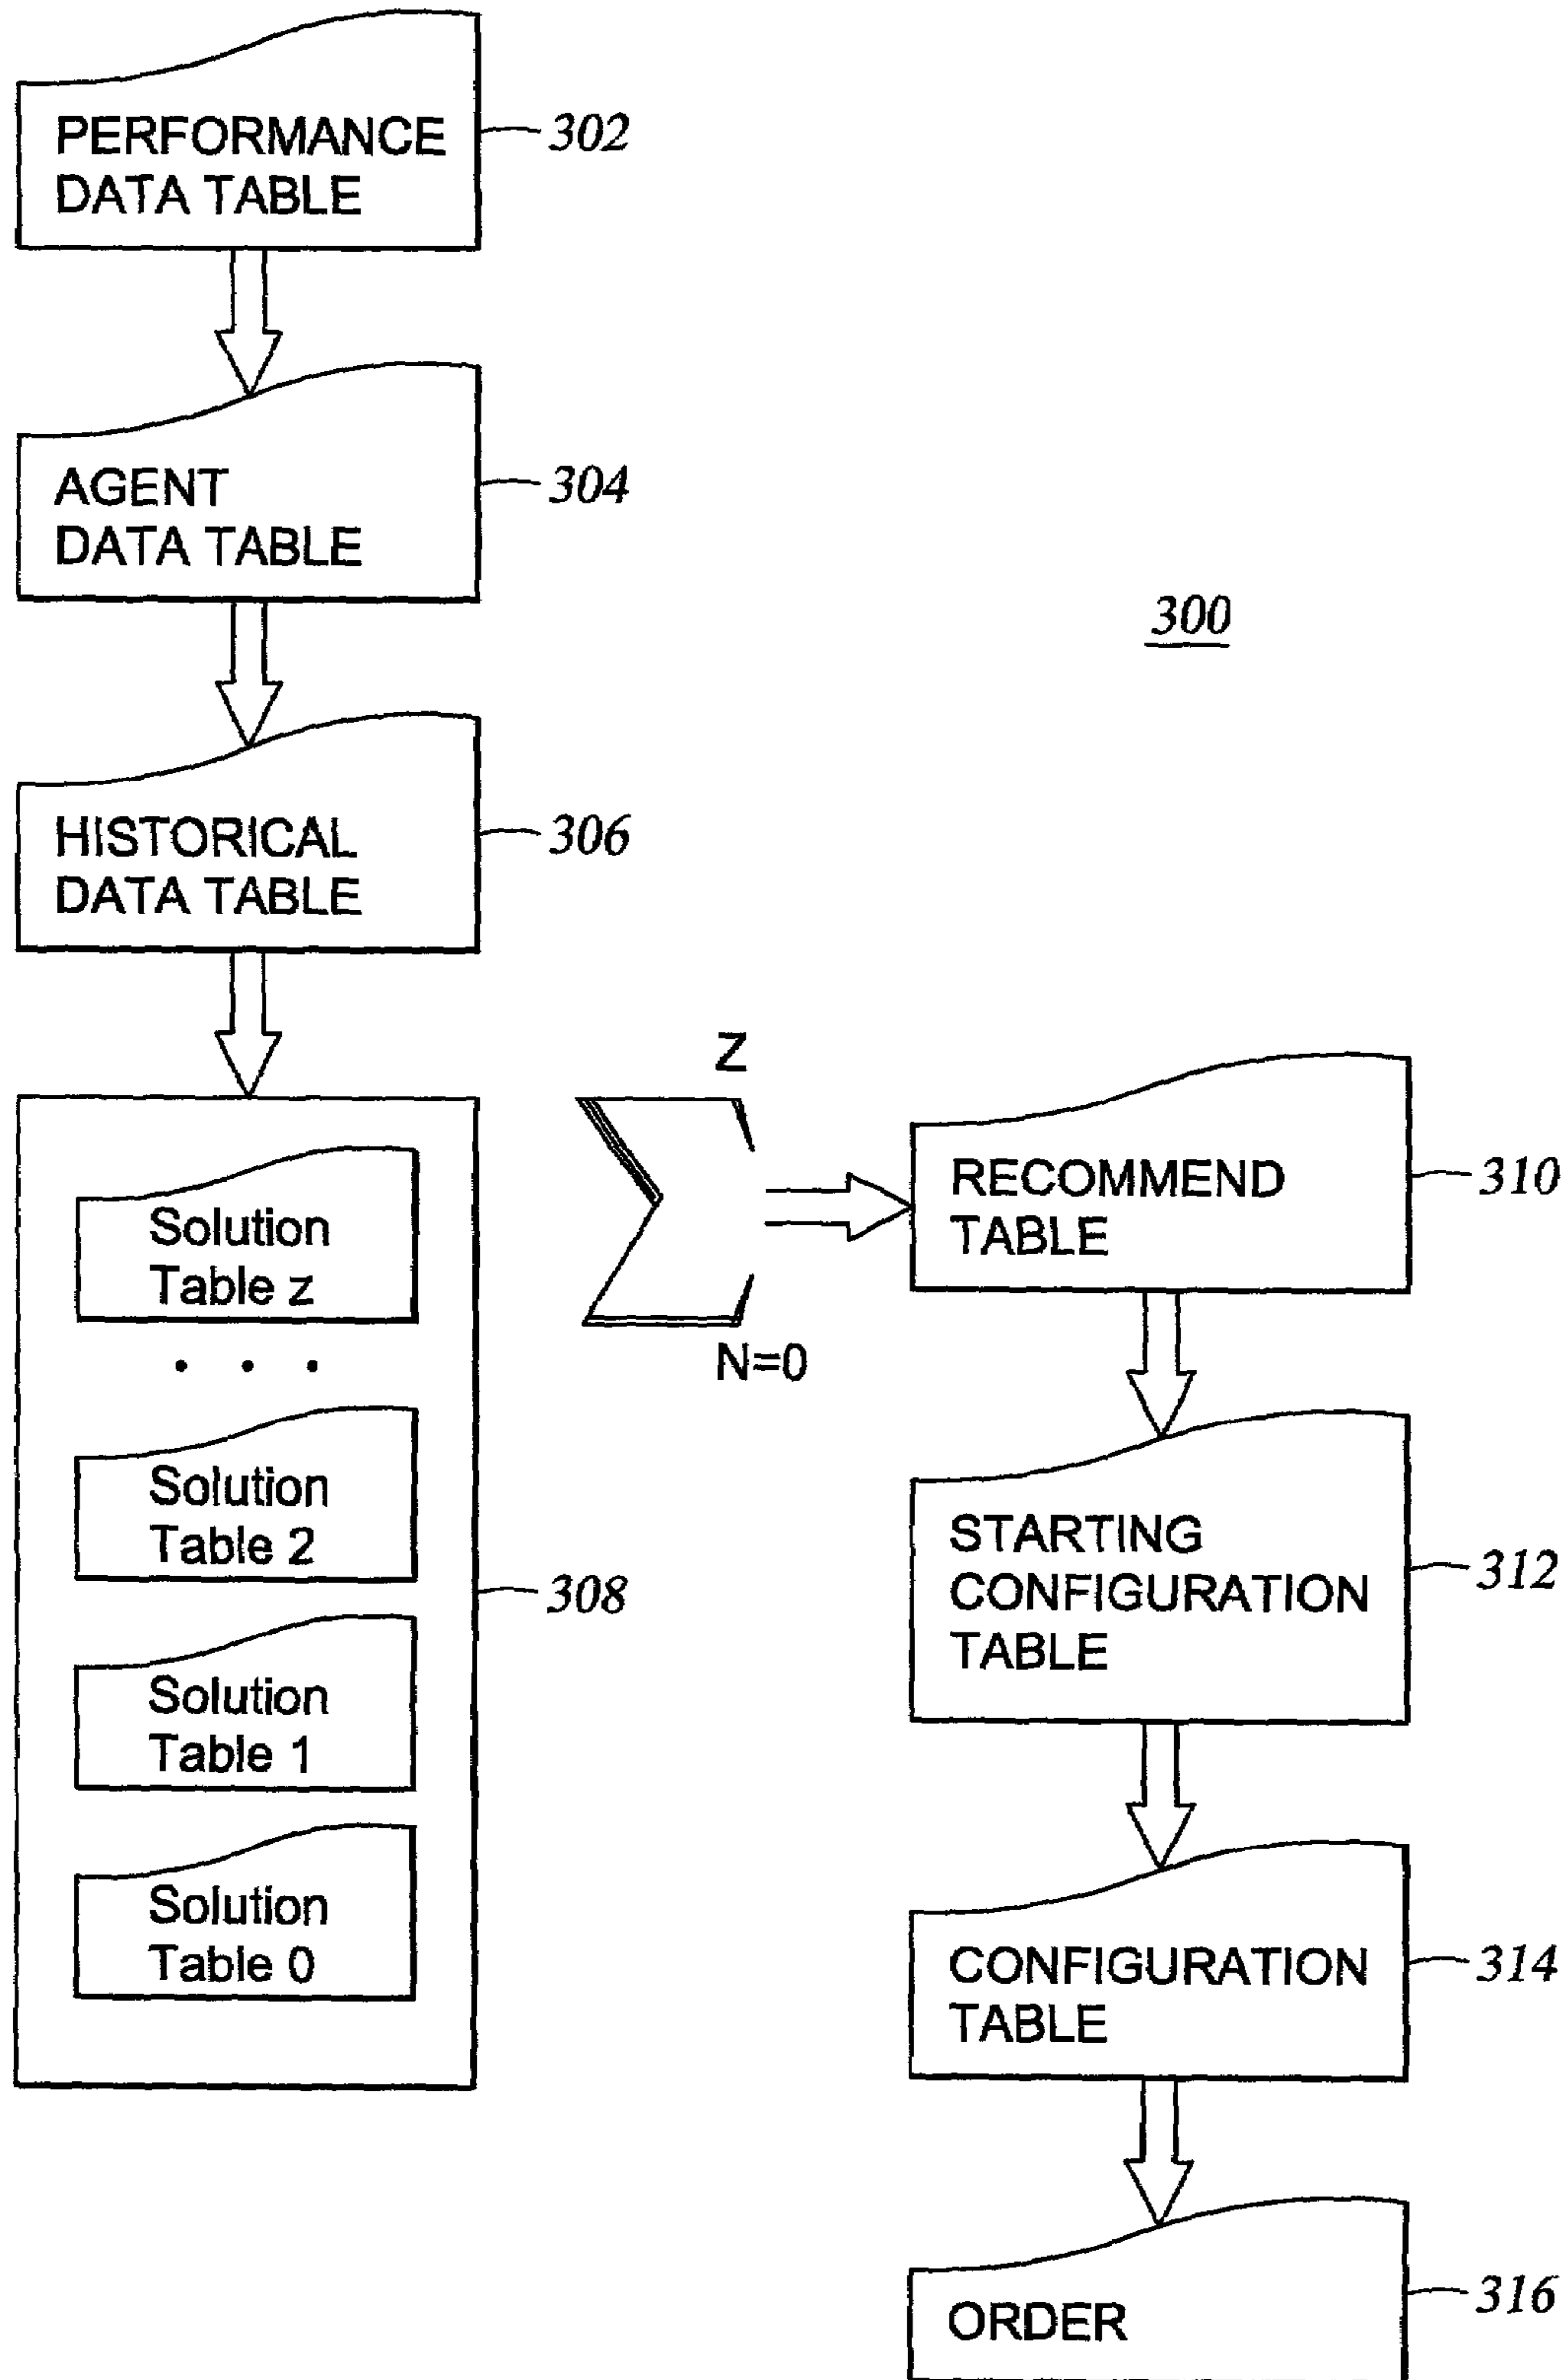 PERFORMANCE
DATA TABLE
302
AGENT
DATA TABLE
304
300
HISTORICAL
DATA TABLE
306
Solution
Table z
. . .
Solution
Table 2
Solution
Table 1
Solution
Table 0
308
Z
Σ
N=0
RECOMMEND
TABLE
310
STARTING
CONFIGURATION
TABLE
312
CONFIGURATION
TABLE
314
ORDER
316